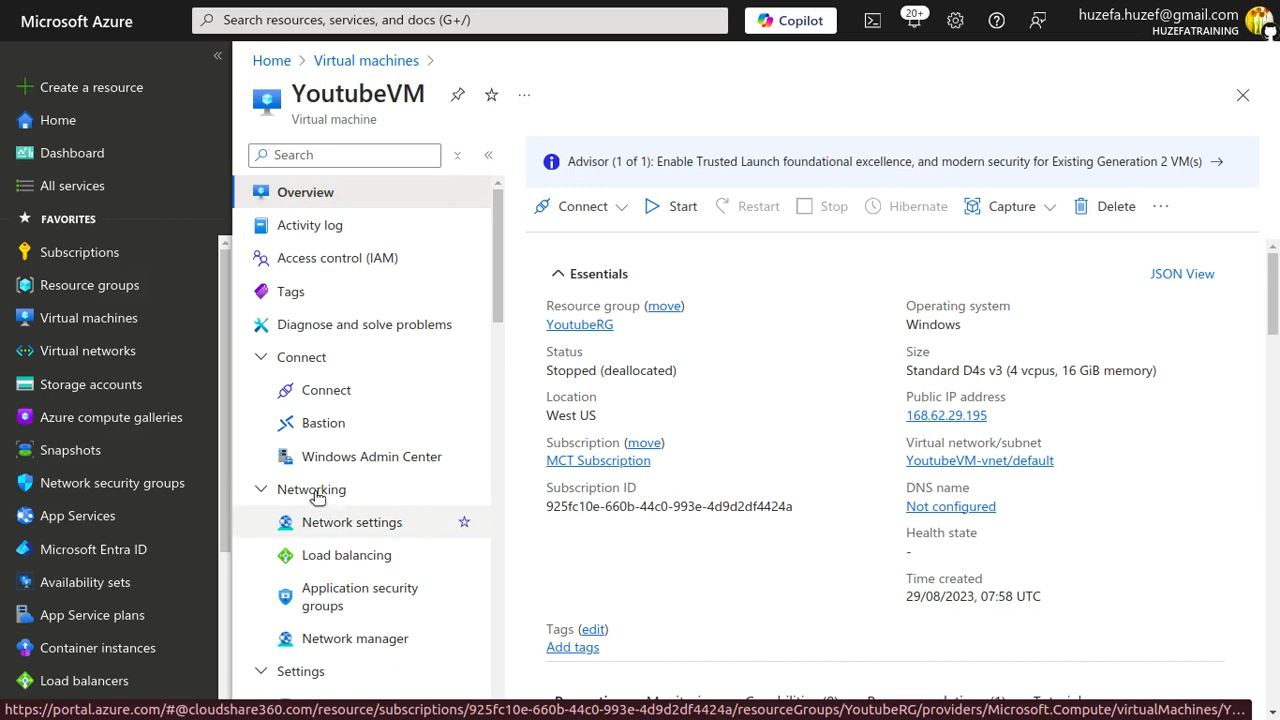 Microsoft Azure
Search resources, services, and docs (G+/)
Copilot
20+
huzefa.huzef@gmail.com
HUZEFATRAINING
Create a resource
Home
Dashboard
All services
FAVORITES
Subscriptions
Resource groups
Virtual machines
Virtual networks
Storage accounts
Azure compute galleries
Snapshots
Network security groups
App Services
Microsoft Entra ID
Availability sets
App Service plans
Container instances
Load balancers
Home
Virtual machines
YoutubeVM
Virtual machine
Search
Overview
Activity log
Access control (IAM)
Tags
Diagnose and solve problems
Connect
Connect
Bastion
Windows Admin Center
Networking
Network settings
Load balancing
Application security
groups
Network manager
Settings
Advisor (1 of 1): Enable Trusted Launch foundational excellence, and modern security for Existing Generation 2 VM(s)
Connect
Start
Restart
Stop
Hibernate
Capture
Delete
Essentials
JSON View
Resource group (move)
YoutubeRG
Status
Stopped (deallocated)
Location
West US
Subscription (move)
MCT Subscription
Subscription ID
925fc10e-660b-44c0-993e-4d9d2df4424a
Operating system
Windows
Size
Standard D4s v3 (4 vcpus, 16 GiB memory)
Public IP address
168.62.29.195
Virtual network/subnet
YoutubeVM-vnet/default
DNS name
Not configured
Health state
-
Time created
29/08/2023, 07:58 UTC
Tags (edit)
Add tags
https://portal.azure.com/#@cloudshare360.com/resource/subscriptions/925fc10e-660b-44c0-993e-4d9d2df4424a/resourceGroups/YoutubeRG/providers/Microsoft.Compute/virtualMachines/Y...